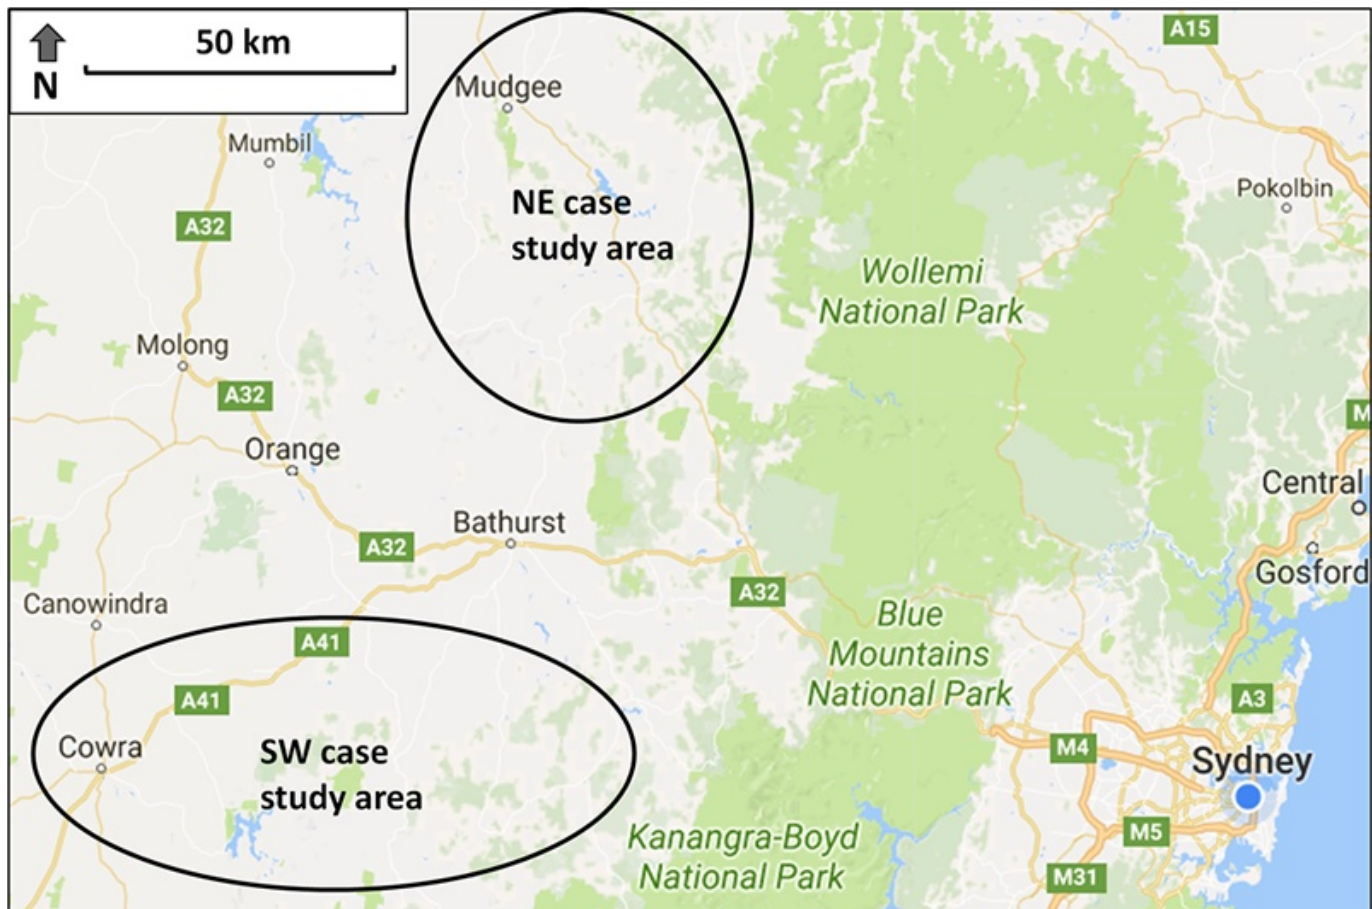 50 km
N
A15
Mudgee
Mumbil
Pokolbin
NE case
study area
A32
Wollemi
National Park
Molong
A32
M
Orange
Central
Bathurst
A32
Gosford
A32
Canowindra
Blue
Mountains
National Park
A41
A41
A3
Cowra
SW case
study area
M4
Sydney
M5
Kanangra-Boyd
National Park
M31